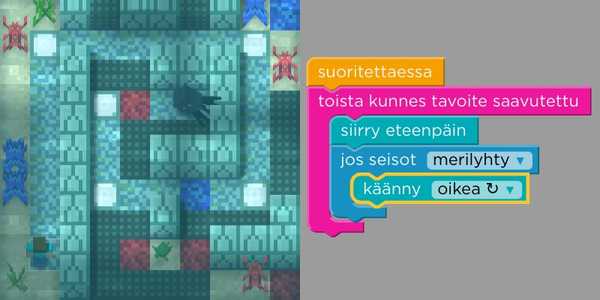 suoritettaessa
toista kunnes tavoite saavutettu
siirry eteenpäin
jos seisot merilyhty ▼
käänny oikea ↻ ▼